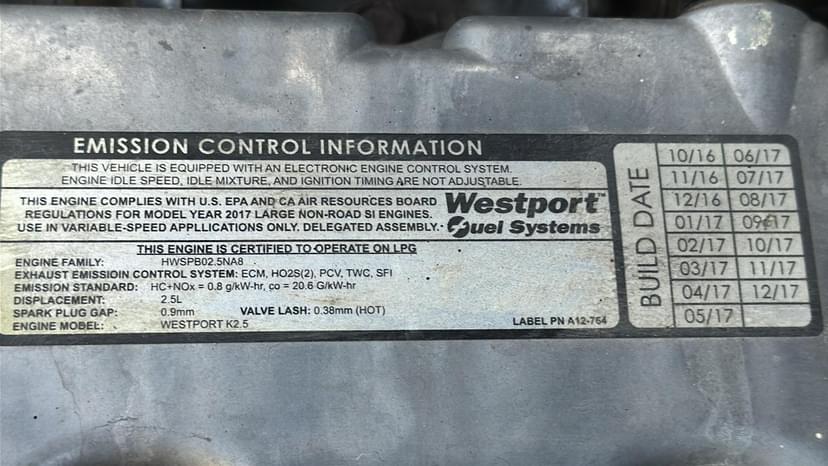 EMISSION CONTROL INFORMATION
THIS VEHICLE IS EQUIPPED WITH AN ELECTRONIC ENGINE CONTROL SYSTEM.
ENGINE IDLE SPEED, IDLE MIXTURE, AND IGNITION TIMING ARE NOT ADJUSTABLE.
THIS ENGINE COMPLIES WITH U.S. EPA AND CA AIR RESOURCES BOARD
REGULATIONS FOR MODEL YEAR 2017 LARGE NON-ROAD SI ENGINES.
USE IN VARIABLE-SPEED APPLLICATIONS ONLY. DELEGATED ASSEMBLY.
Westport™
Fuel Systems
THIS ENGINE IS CERTIFIED TO OPERATE ON LPG
ENGINE FAMILY: HWSPB02.5NA8
EXHAUST EMISSIOIN CONTROL SYSTEM: ECM, HO2S(2), PCV, TWC, SFI
EMISSION STANDARD: HC+NOx = 0.8 g/kW-hr, co = 20.6 G/kW-hr
DISPLACEMENT: 2.5L
SPARK PLUG GAP: 0.9mm VALVE LASH: 0.38mm (HOT)
ENGINE MODEL: WESTPORT K2.5
LABEL PN A12-764
BUILD DATE
10/16 06/17
11/16 07/17
12/16 08/17
01/17 09/17
02/17 10/17
03/17 11/17
04/17 12/17
05/17